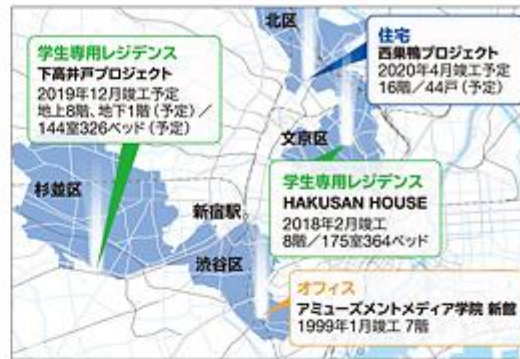 北区
学生専用レジデンス
下高井戸プロジェクト
2019年12月竣工予定
地上8階、地下1階(予定)/
144室326ベッド(予定)
住宅
西巣鴨プロジェクト
2020年4月竣工予定
16階/44戸(予定)
文京区
杉並区
新宿駅
渋谷区
学生専用レジデンス
HAKUSAN HOUSE
2018年2月竣工
8階/175室364ベッド
オフィス
アミューズメントメディア学院 新館
1999年1月竣工 7階